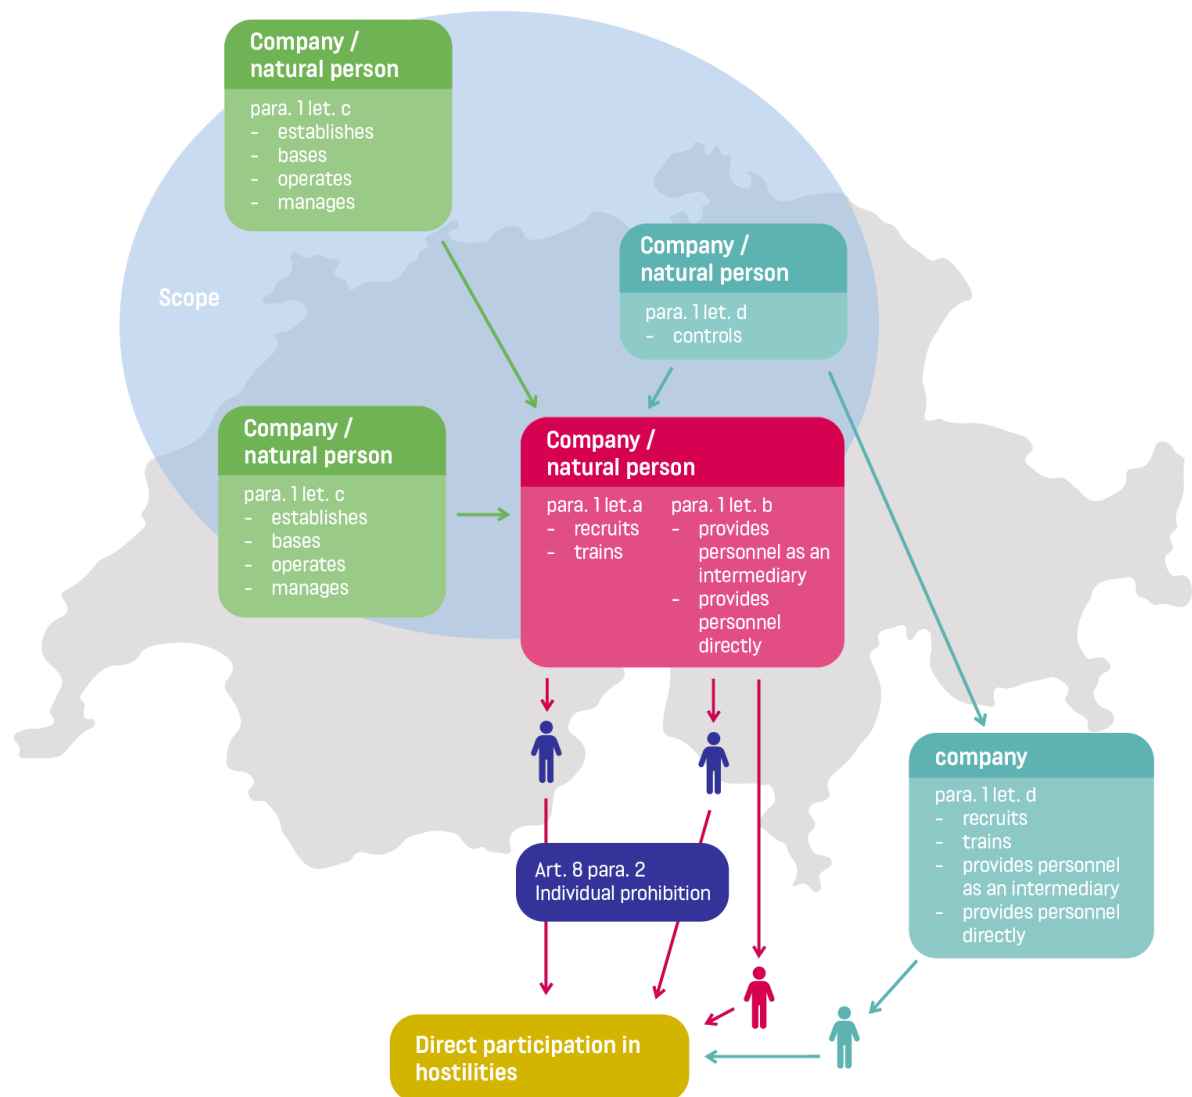 Company /
natural person
para. 1 let. c
- establishes
- bases
- operates
- manages
Scope
Company /
natural person
para. 1 let. d
- controls
Company /
natural person
para. 1 let. c
- establishes
- bases
- operates
- manages
Company /
natural person
para. 1 let.a
- recruits
- trains
para. 1 let. b
- provides
personnel as an
intermediary
- provides
personnel
directly
company
para. 1 let. d
- recruits
- trains
- provides personnel
as an intermediary
- provides personnel
directly
Art. 8 para. 2
Individual prohibition
Direct participation in
hostilities